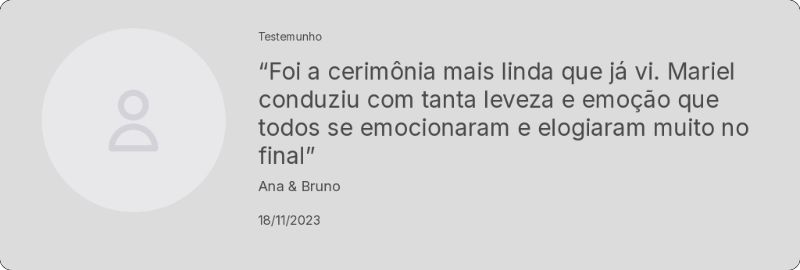 Testemunho
“Foi a cerimônia mais linda que já vi. Mariel
conduziu com tanta leveza e emoção que
todos se emocionaram e elogiaram muito no
final”
Ana & Bruno
18/11/2023